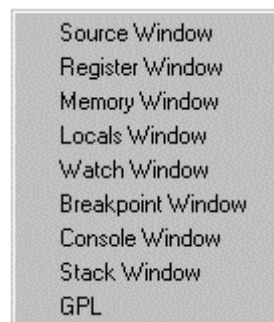 Source Window
Register Window
Memory Window
Locals Window
Watch Window
Breakpoint Window
Console Window
Stack Window
GPL